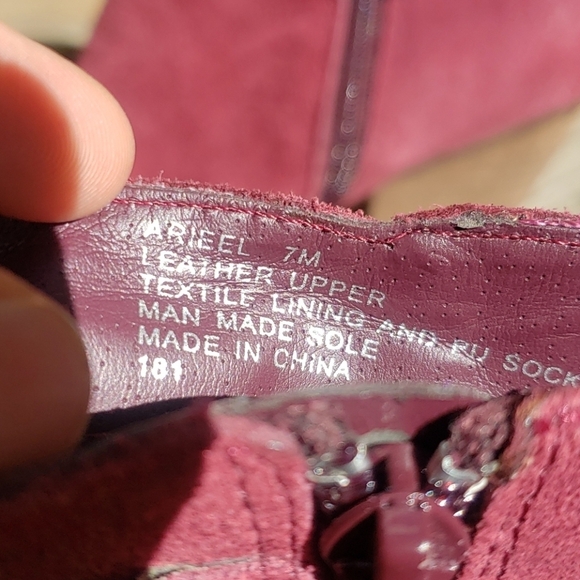 ARIEEL 7M
LEATHER UPPER
TEXTILE LINING AND PU SOCK
MAN MADE SOLE
MADE IN CHINA
181